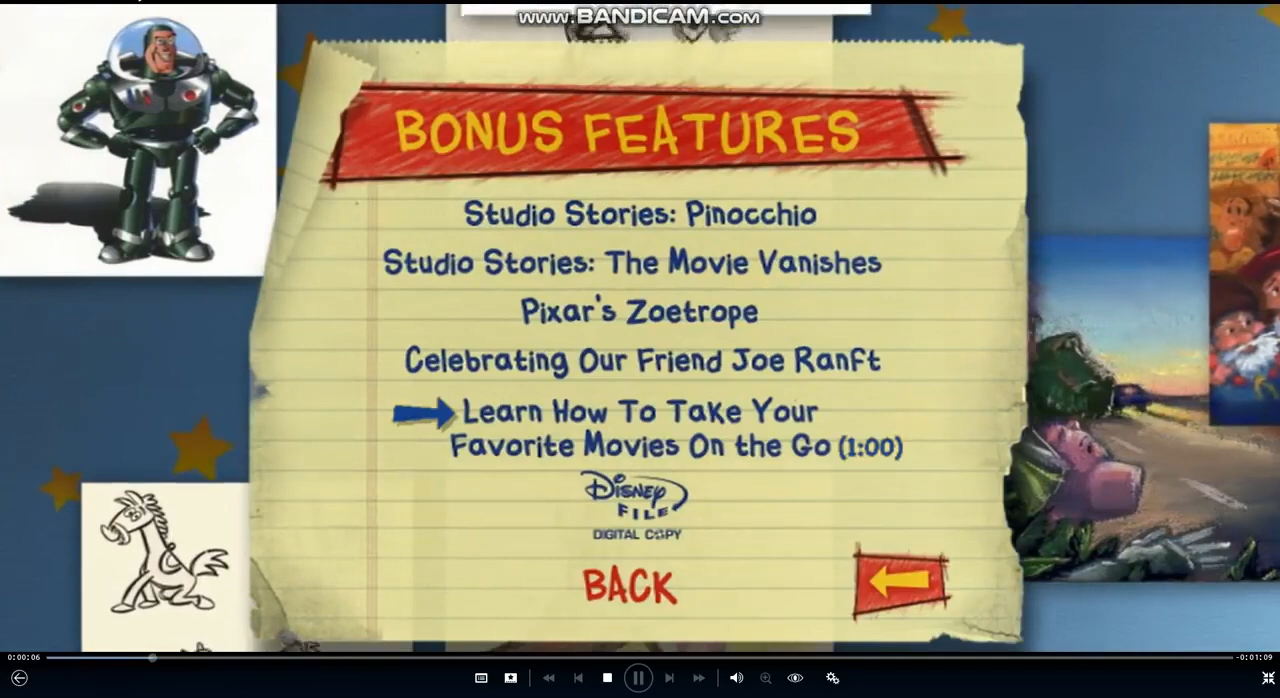 www.BANDICAM.com
BONUS FEATURES
Studio Stories: Pinocchio
Studio Stories: The Movie Vanishes
Pixar's Zoetrope
Celebrating Our Friend Joe Ranft
Learn How To Take Your
Favorite Movies On the Go (1:00)
Disney
FILE
DIGITAL COPY
BACK
0:00:06
-0:01:09